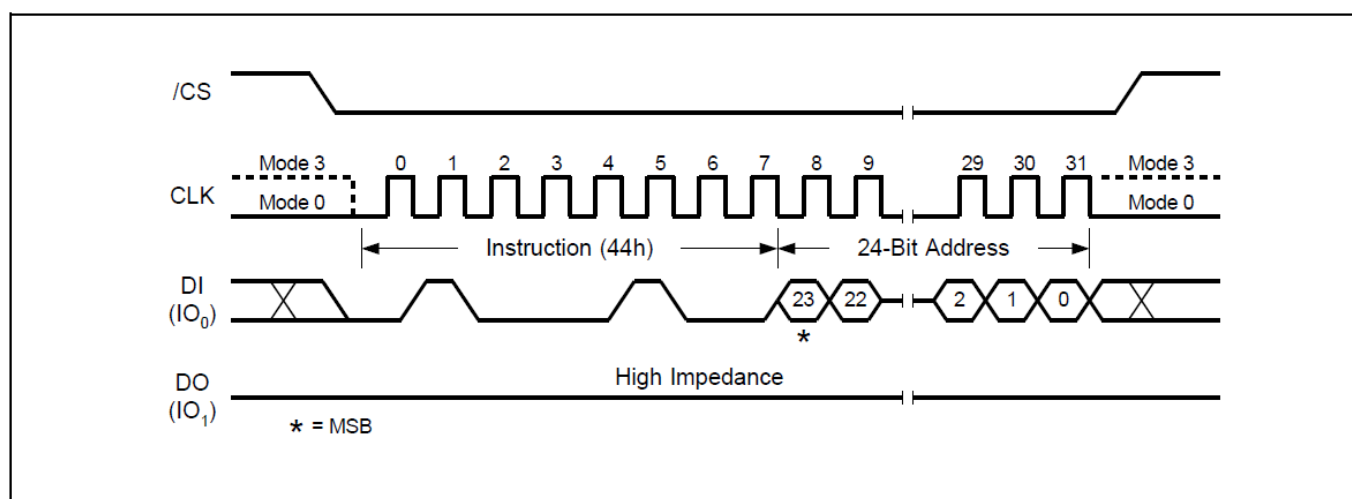 /CS
Mode 3 0 1 2 3 4 5 6 7 8 9 29 30 31 Mode 3
CLK Mode 0 Mode 0
Instruction (44h) 24-Bit Address
DI
(IO0) 23 22 2 1 0
*
DO High Impedance
(IO1)
* = MSB